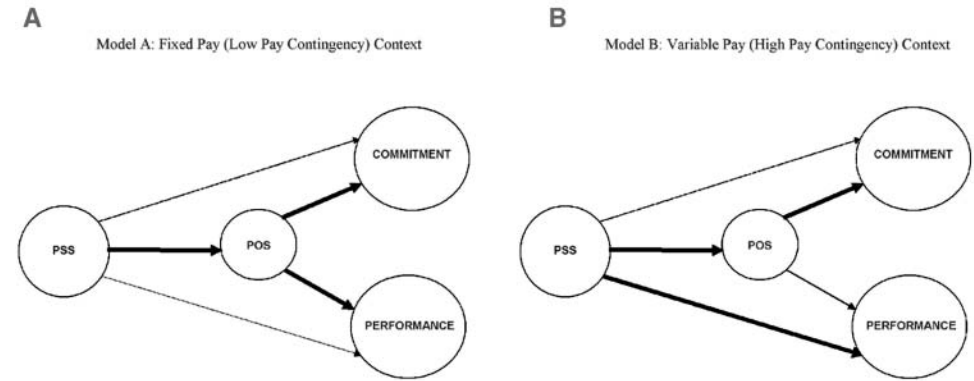 A
Model A: Fixed Pay (Low Pay Contingency) Context
COMMITMENT
PSS
POS
PERFORMANCE
B
Model B: Variable Pay (High Pay Contingency) Context
COMMITMENT
PSS
POS
PERFORMANCE